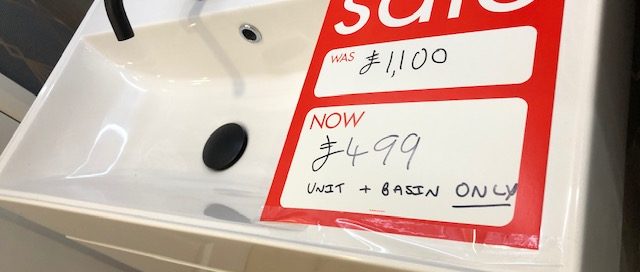 sale
WAS £1,100
NOW
£499
UNIT + BASIN ONLY